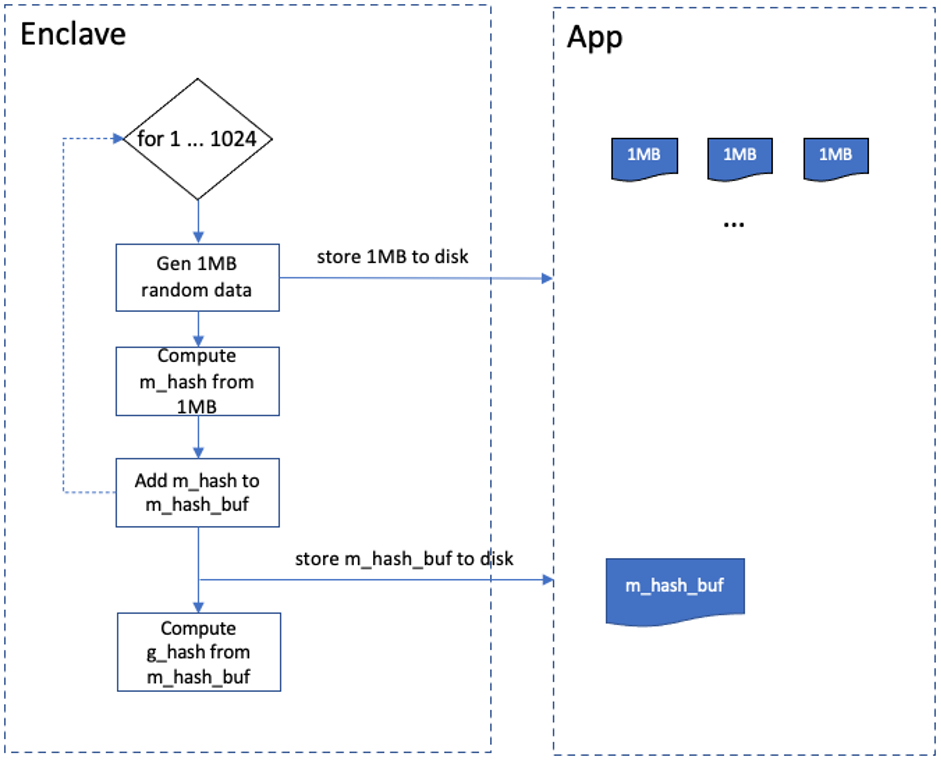 Enclave
App
for 1 ... 1024
1MB
1MB
1MB
...
Gen 1MB
random data
store 1MB to disk
Compute
m_hash from
1MB
Add m_hash to
m_hash_buf
store m_hash_buf to disk
m_hash_buf
Compute
g_hash from
m_hash_buf